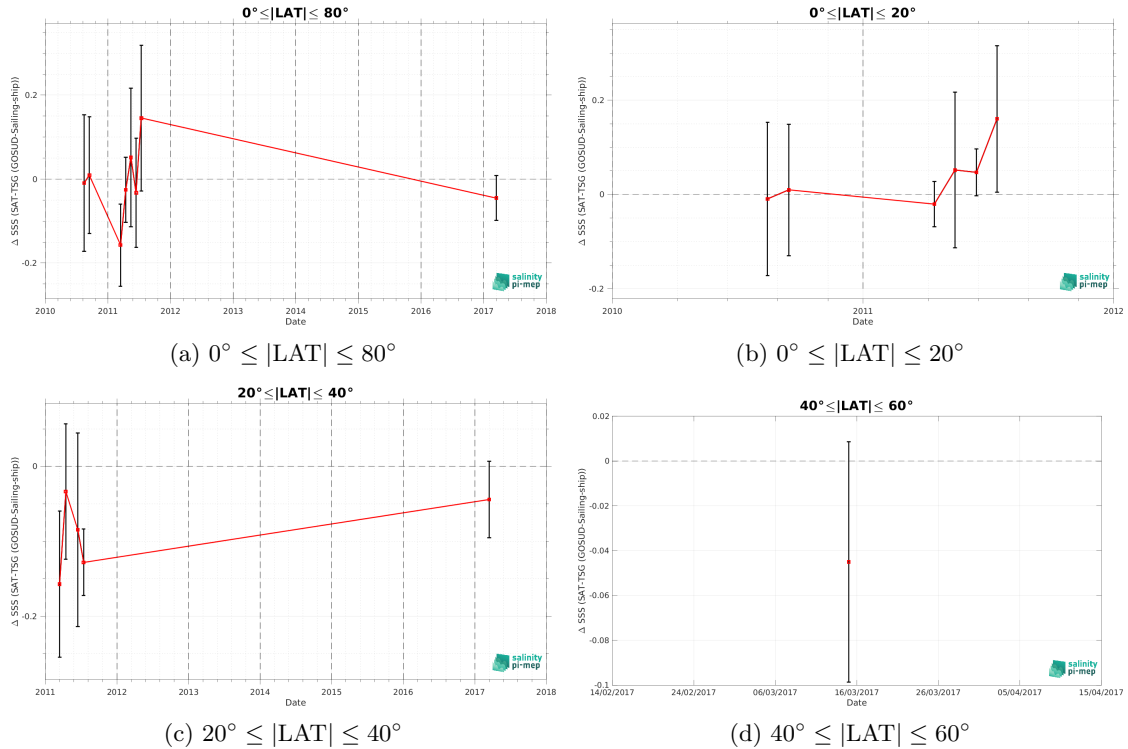 0°≤|LAT|≤ 80°
Δ SSS (SAT-TSG (GOSUD-Sailing-ship))
0.2
0
-0.2
2010 2011 2012 2013 2014 2015 2016 2017 2018
Date
salinity
pi-mep
(a) 0° ≤ |LAT| ≤ 80°
0°≤|LAT|≤ 20°
Δ SSS (SAT-TSG (GOSUD-Sailing-ship))
0.2
0
-0.2
2010 2011 2012
Date
salinity
pi-mep
(b) 0° ≤ |LAT| ≤ 20°
20°≤|LAT|≤ 40°
Δ SSS (SAT-TSG (GOSUD-Sailing-ship))
0
-0.2
2011 2012 2013 2014 2015 2016 2017 2018
Date
salinity
pi-mep
(c) 20° ≤ |LAT| ≤ 40°
40°≤|LAT|≤ 60°
Δ SSS (SAT-TSG (GOSUD-Sailing-ship))
0.02
0
-0.02
-0.04
-0.06
-0.08
-0.1
14/02/2017 24/02/2017 06/03/2017 16/03/2017 26/03/2017 05/04/2017 15/04/2017
Date
salinity
pi-mep
(d) 40° ≤ |LAT| ≤ 60°